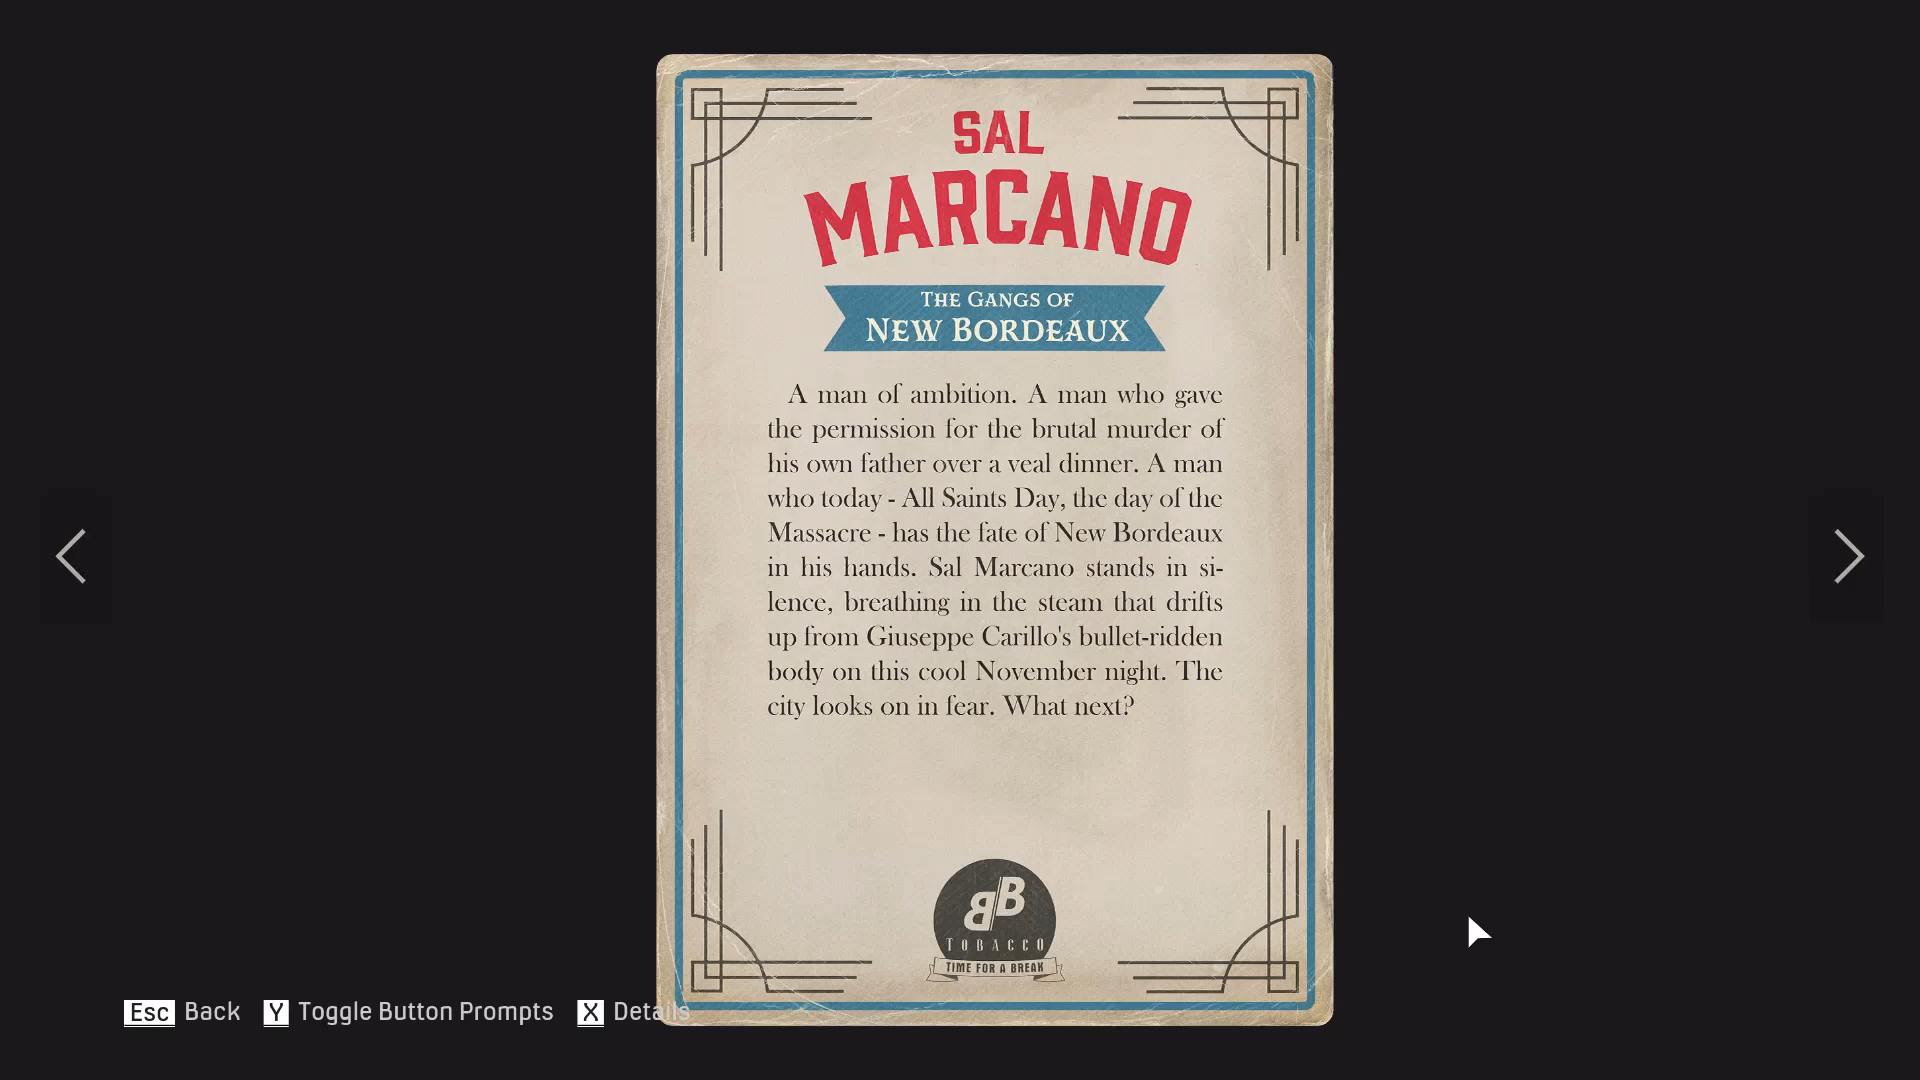 SAL
MARCANO
THE GANGS OF
NEW BORDEAUX
A man of ambition. A man who gave
the permission for the brutal murder of
his own father over a veal dinner. A man
who today - All Saints Day, the day of the
Massacre - has the fate of New Bordeaux
in his hands. Sal Marcano stands in si-
lence, breathing in the steam that drifts
up from Giuseppe Carillo's bullet-ridden
body on this cool November night. The
city looks on in fear. What next?
BB
TOBACCO
TIME FOR A BREAK
Esc Back Y Toggle Button Prompts X Details